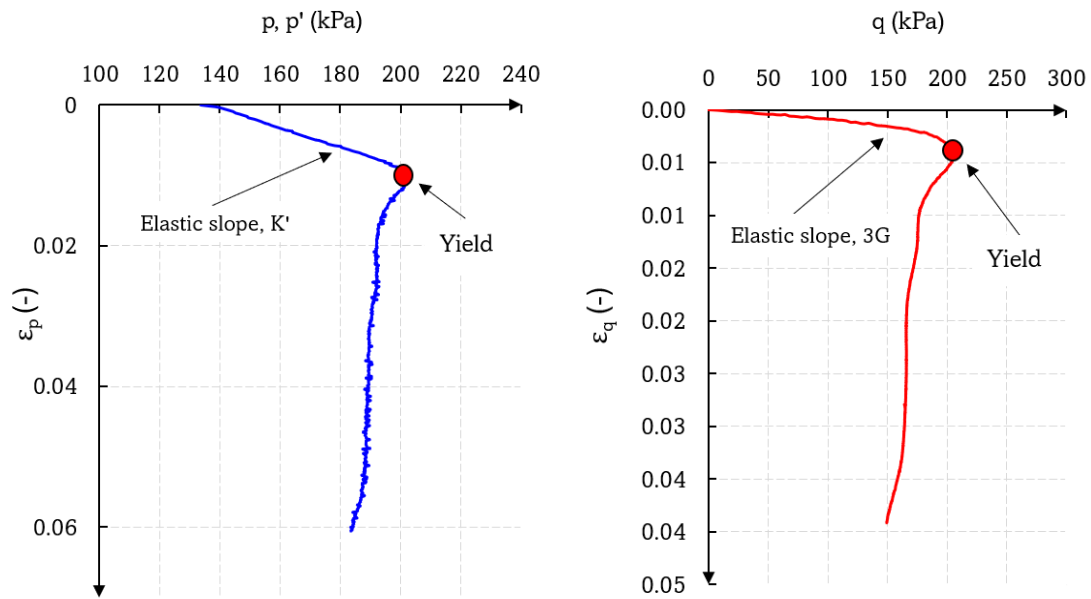 p, p' (kPa)
100 120 140 160 180 200 220 240
0
0.02
0.04
0.06
εp (-)
Elastic slope, K'
Yield
q (kPa)
0 50 100 150 200 250 300
0.00
0.01
0.01
0.02
0.02
0.03
0.03
0.04
0.04
0.05
εq (-)
Elastic slope, 3G
Yield